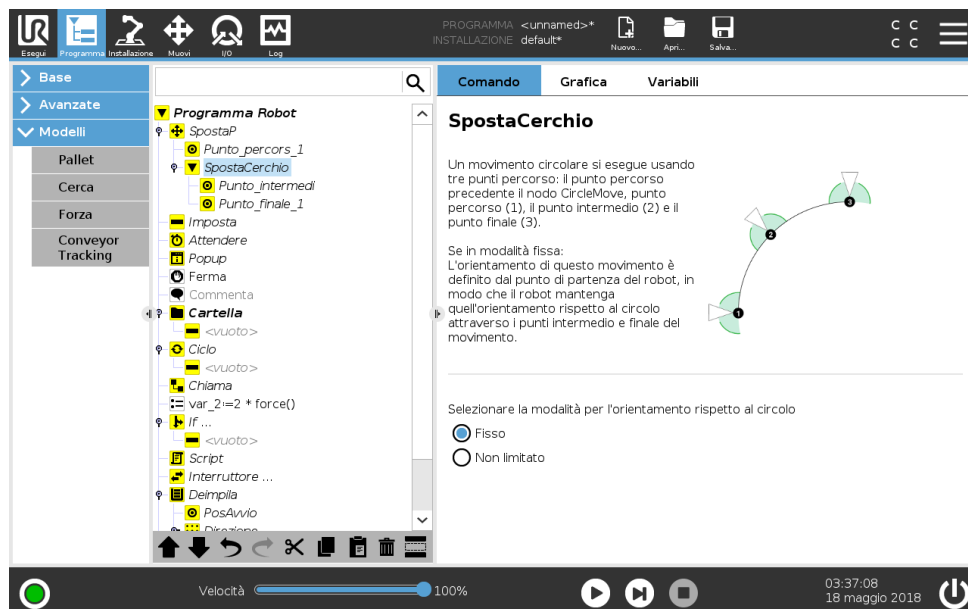 PROGRAMMA <unnamed>*
INSTALLAZIONE default*
Esegui
Programma
Installazione
Muovi
I/O
Log
Nuovo...
Apri...
Salva...
C C
C C
Base
Avanzate
Modelli
Pallet
Cerca
Forza
Conveyor
Tracking
Programma Robot
SpostaP
Punto_percors_1
SpostaCerchio
Punto_intermedi
Punto_finale_1
Imposta
Attendere
Popup
Ferma
Commenta
Cartella
<vuoto>
Ciclo
<vuoto>
Chiama
var_2:=2 * force()
If ...
<vuoto>
Script
Interruttore ...
Deimpila
PosAvvio
Direzione
Comando
Grafica
Variabili
SpostaCerchio
Un movimento circolare si esegue usando
tre punti percorso: il punto percorso
precedente il nodo CircleMove, punto
percorso (1), il punto intermedio (2) e il
punto finale (3).
Se in modalità fissa:
L'orientamento di questo movimento è
definito dal punto di partenza del robot, in
modo che il robot mantenga
quell'orientamento rispetto al circolo
attraverso i punti intermedio e finale del
movimento.
1
2
3
Selezionare la modalità per l'orientamento rispetto al circolo
Fisso
Non limitato
Velocità
100%
03:37:08
18 maggio 2018